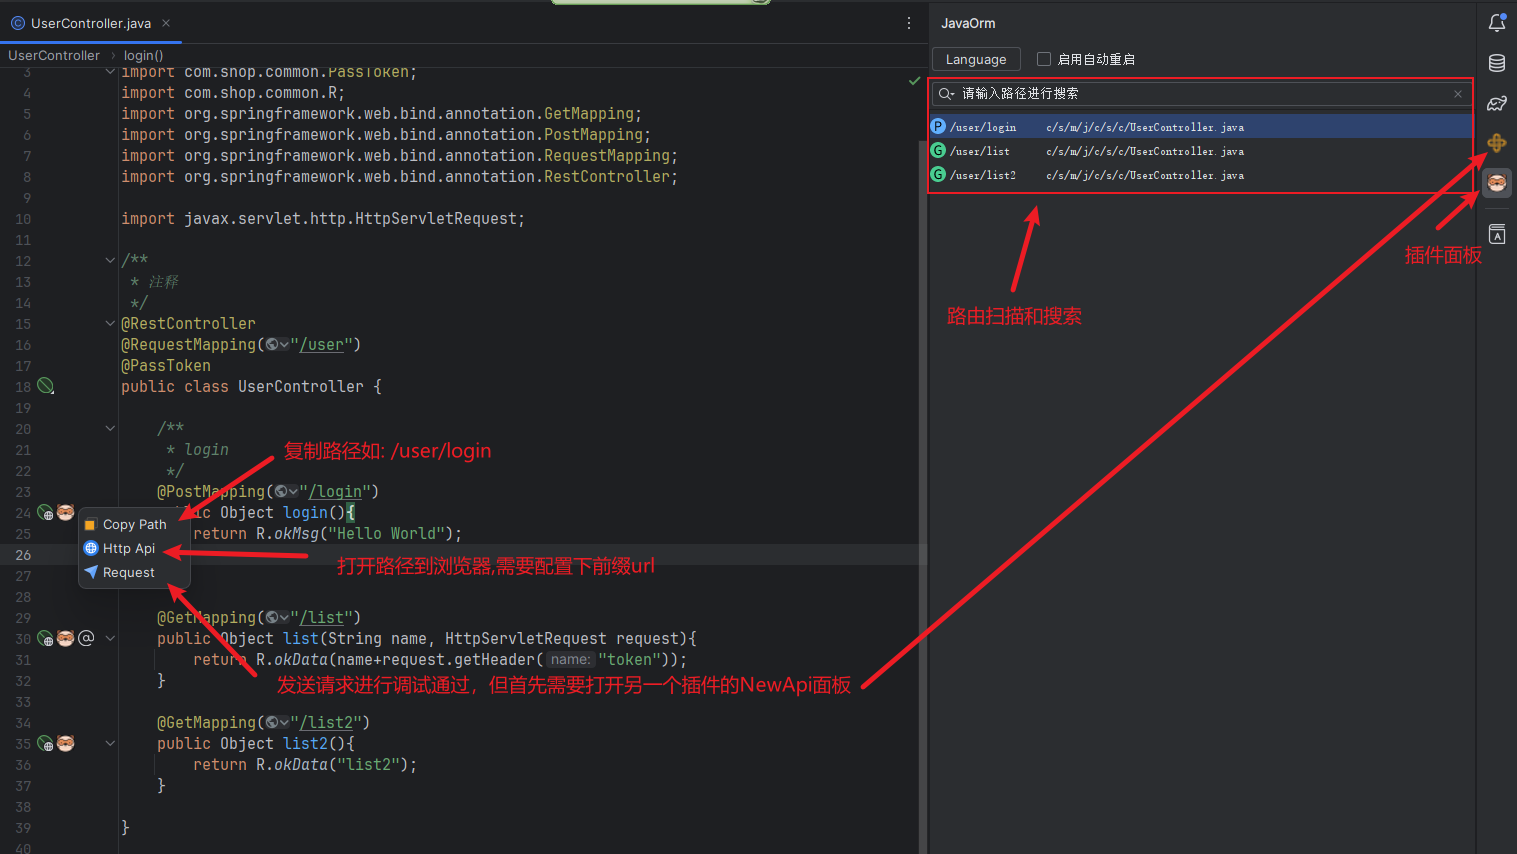 UserController.java
UserController > login()
3 import com.shop.common.PassToken;
4 import com.shop.common.R;
5 import org.springframework.web.bind.annotation.GetMapping;
6 import org.springframework.web.bind.annotation.PostMapping;
7 import org.springframework.web.bind.annotation.RequestMapping;
8 import org.springframework.web.bind.annotation.RestController;
9
10 import javax.servlet.http.HttpServletRequest;
11
12 /**
13 * 注释
14 */
15 @RestController
16 @RequestMapping("/user")
17 @PassToken
18 public class UserController {
19
20 /**
21 * login
22 */
23 @PostMapping("/login")
24 lic Object login(){
25 return R.okMsg("Hello World");
26
27
28
29 @GetMapping("/list")
30 public Object list(String name, HttpServletRequest request){
31 return R.okData(name+request.getHeader( name: "token"));
32 }
33
34 @GetMapping("/list2")
35 public Object list2(){
36 return R.okData("list2");
37 }
38
39 }
40
Copy Path
Http Api
Request
复制路径如: /user/login
打开路径到浏览器,需要配置下前缀url
发送请求进行调试通过，但首先需要打开另一个插件的NewApi面板
JavaOrm
Language 启用自动重启
请输入路径进行搜索
P /user/login c/s/m/j/c/s/c/UserController.java
G /user/list c/s/m/j/c/s/c/UserController.java
G /user/list2 c/s/m/j/c/s/c/UserController.java
插件面板
路由扫描和搜索